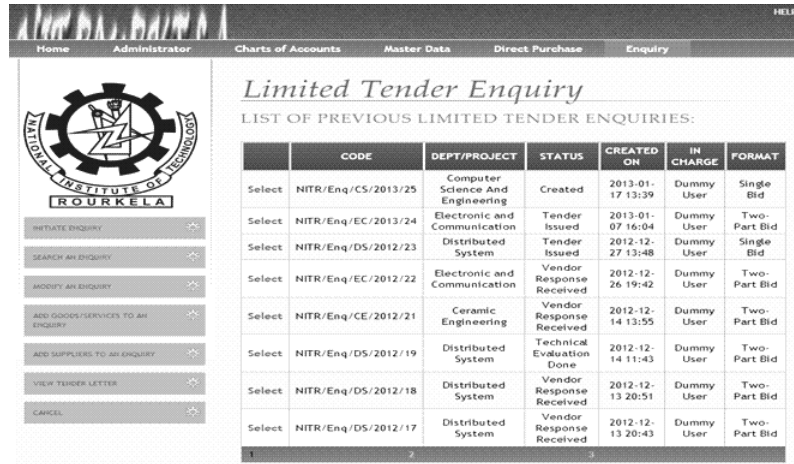 HELP
Home Administrator Charts of Accounts Master Data Direct Purchase Enquiry
NATIONAL INSTITUTE OF TECHNOLOGY
ROURKELA
INITIATE ENQUIRY
SEARCH AN ENQUIRY
MODIFY AN ENQUIRY
ADD GOODS/SERVICES TO AN
ENQUIRY
ADD SUPPLIERS TO AN ENQUIRY
VIEW TENDER LETTER
CANCEL
Limited Tender Enquiry
LIST OF PREVIOUS LIMITED TENDER ENQUIRIES:
CODE DEPT/PROJECT STATUS CREATED ON IN CHARGE FORMAT
Select NITR/Enq/CS/2013/25 Computer Science And Engineering Created 2013-01-17 13:39 Dummy User Single Bid
Select NITR/Enq/EC/2013/24 Electronic and Communication Tender Issued 2013-01-07 16:04 Dummy User Two-Part Bid
Select NITR/Enq/DS/2012/23 Distributed System Tender Issued 2012-12-27 13:48 Dummy User Single Bid
Select NITR/Enq/EC/2012/22 Electronic and Communication Vendor Response Received 2012-12-26 19:42 Dummy User Two-Part Bid
Select NITR/Enq/CE/2012/21 Ceramic Engineering Vendor Response Received 2012-12-14 13:55 Dummy User Two-Part Bid
Select NITR/Enq/DS/2012/19 Distributed System Technical Evaluation Done 2012-12-14 11:43 Dummy User Two-Part Bid
Select NITR/Enq/DS/2012/18 Distributed System Vendor Response Received 2012-12-13 20:51 Dummy User Two-Part Bid
Select NITR/Enq/DS/2012/17 Distributed System Vendor Response Received 2012-12-13 20:43 Dummy User Two-Part Bid
1 2 3